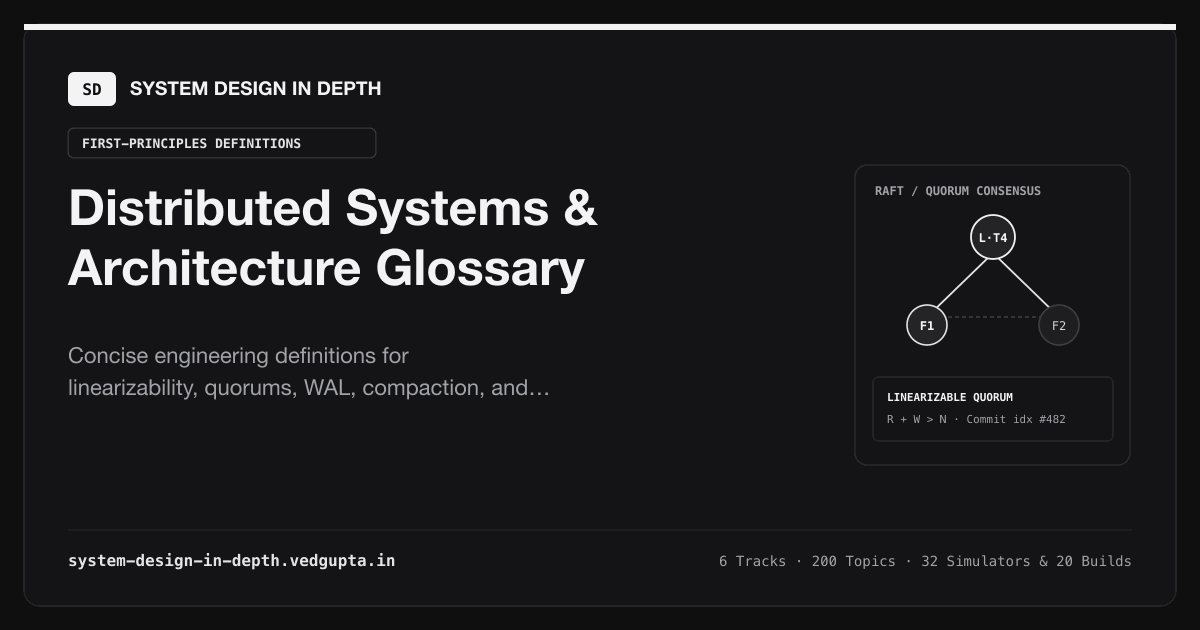 SD
SYSTEM DESIGN IN DEPTH
FIRST-PRINCIPLES DEFINITIONS
Distributed Systems &
Architecture Glossary
Concise engineering definitions for
linearizability, quorums, WAL, compaction, and…
RAFT / QUORUM CONSENSUS
L·T4
F1
F2
LINEARIZABLE QUORUM
R + W > N · Commit idx #482
system-design-in-depth.vedgupta.in
6 Tracks · 200 Topics · 32 Simulators & 20 Builds